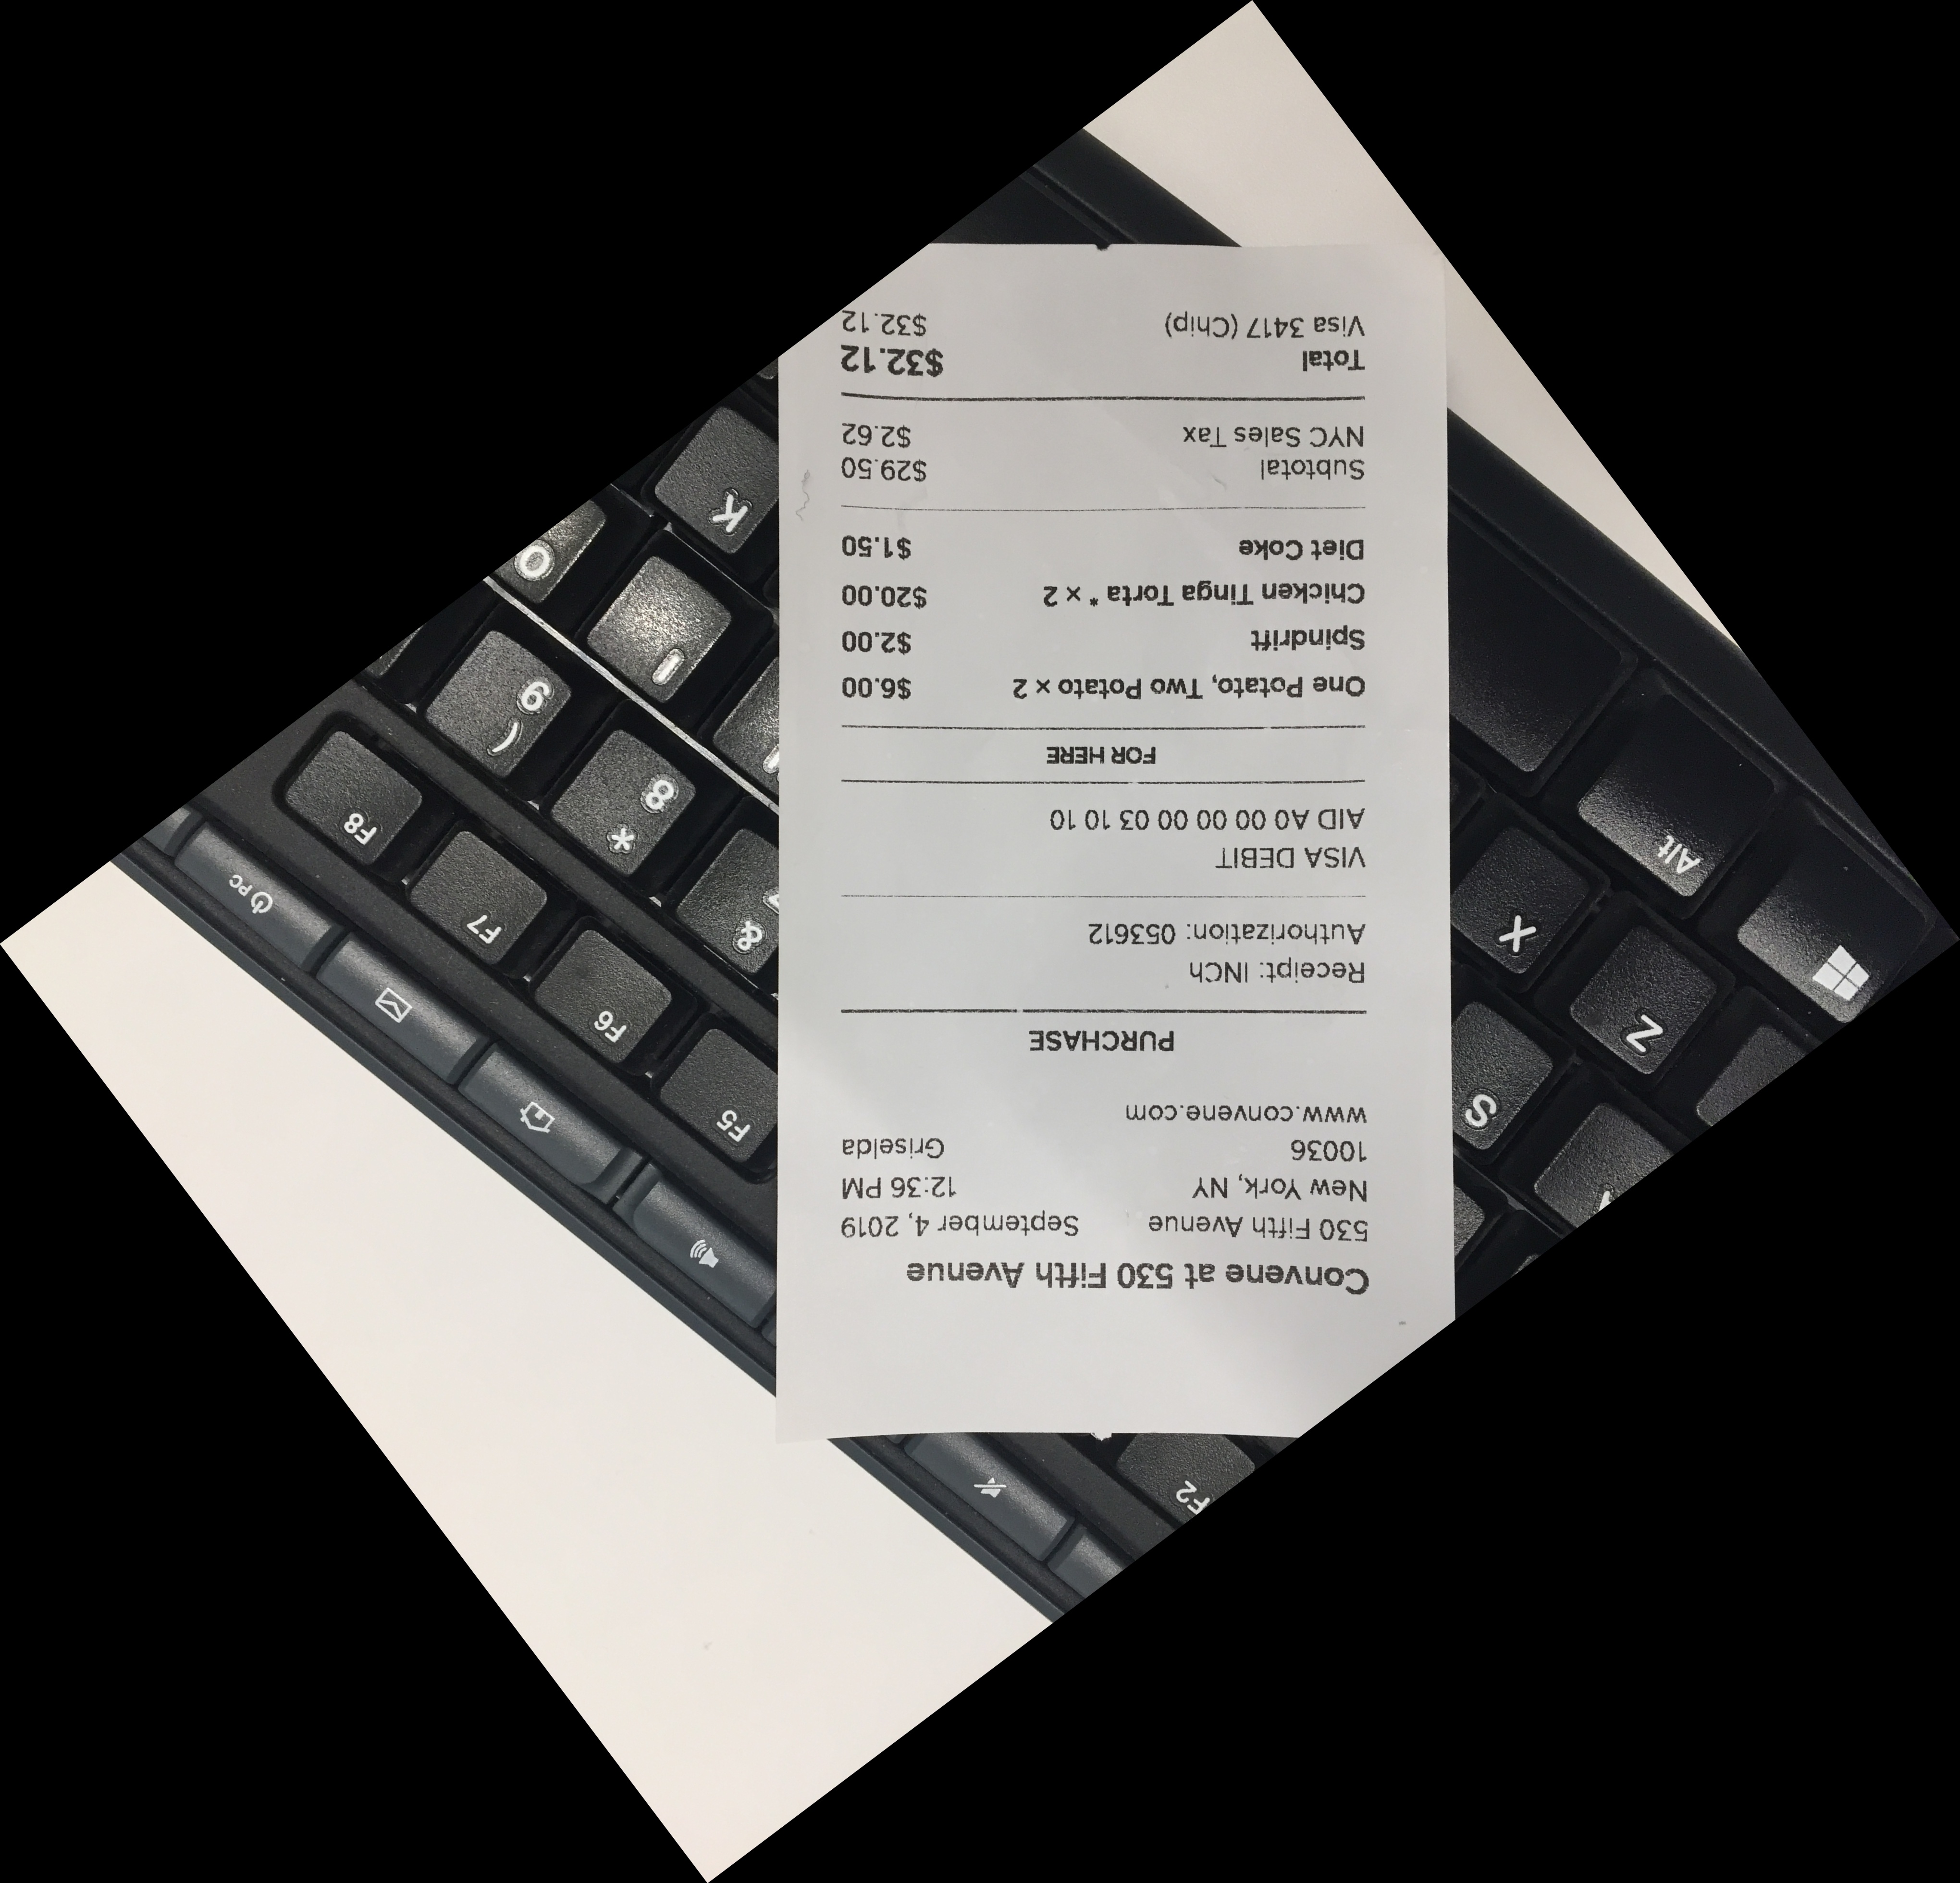 Convene at 530 Fifth Avenue
530 Fifth Avenue September 4, 2019
New York, NY 12:36 PM
10036 Griselda
www.convene.com
PURCHASE
Receipt: INCh
Authorization: 053612
VISA DEBIT
AID A0 00 00 00 03 10 10
FOR HERE
One Potato, Two Potato × 2 $6.00
Spindrift $2.00
Chicken Tinga Torta * × 2 $20.00
Diet Coke $1.50
Subtotal $29.50
NYC Sales Tax $2.62
Total $32.12
Visa 3417 (Chip) $32.12
F2
F5
F6
F7
F8
PC
&
* 8
( 9
I
O
K
S
Z
X
Alt